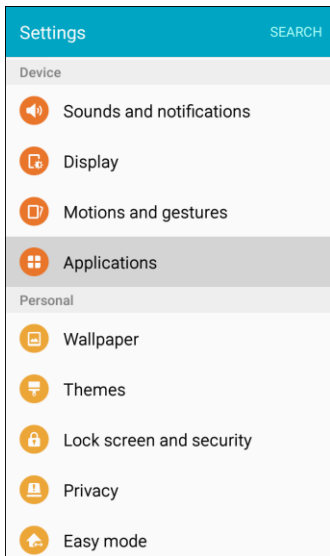 Settings
SEARCH
Device
Sounds and notifications
Display
Motions and gestures
Applications
Personal
Wallpaper
Themes
Lock screen and security
Privacy
Easy mode